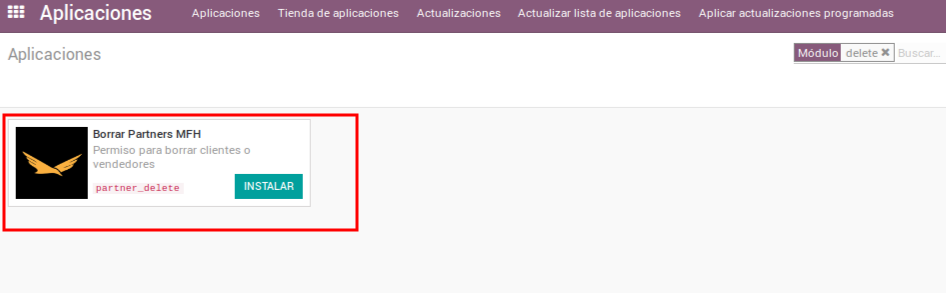 Aplicaciones Aplicaciones Tienda de aplicaciones Actualizaciones Actualizar lista de aplicaciones Aplicar actualizaciones programadas
Aplicaciones
Módulo delete ✖ Buscar...
Borrar Partners MFH
Permiso para borrar clientes o
vendedores
partner_delete
INSTALAR